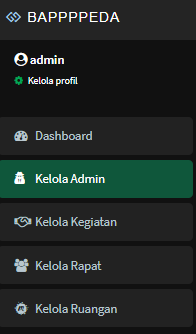 BAPPPPEDA
admin
Kelola profil
Dashboard
Kelola Admin
Kelola Kegiatan
Kelola Rapat
Kelola Ruangan